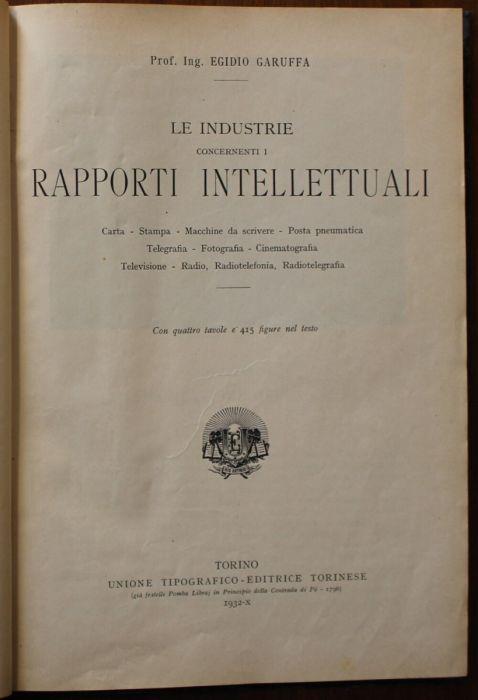 Prof. Ing. EGIDIO GARUFFA
LE INDUSTRIE
CONCERNENTI I
RAPPORTI INTELLETTUALI
Carta - Stampa - Macchine da scrivere - Posta pneumatica
Telegrafia - Fotografia - Cinematografia
Televisione - Radio, Radiotelefonia, Radiotelegrafia
Con quattro tavole e 415 figure nel testo
TORINO
UNIONE TIPOGRAFICO-EDITRICE TORINESE
(già fratelli Pomba Libraj in Principio della Contrada di Pò - 1796)
1932-X